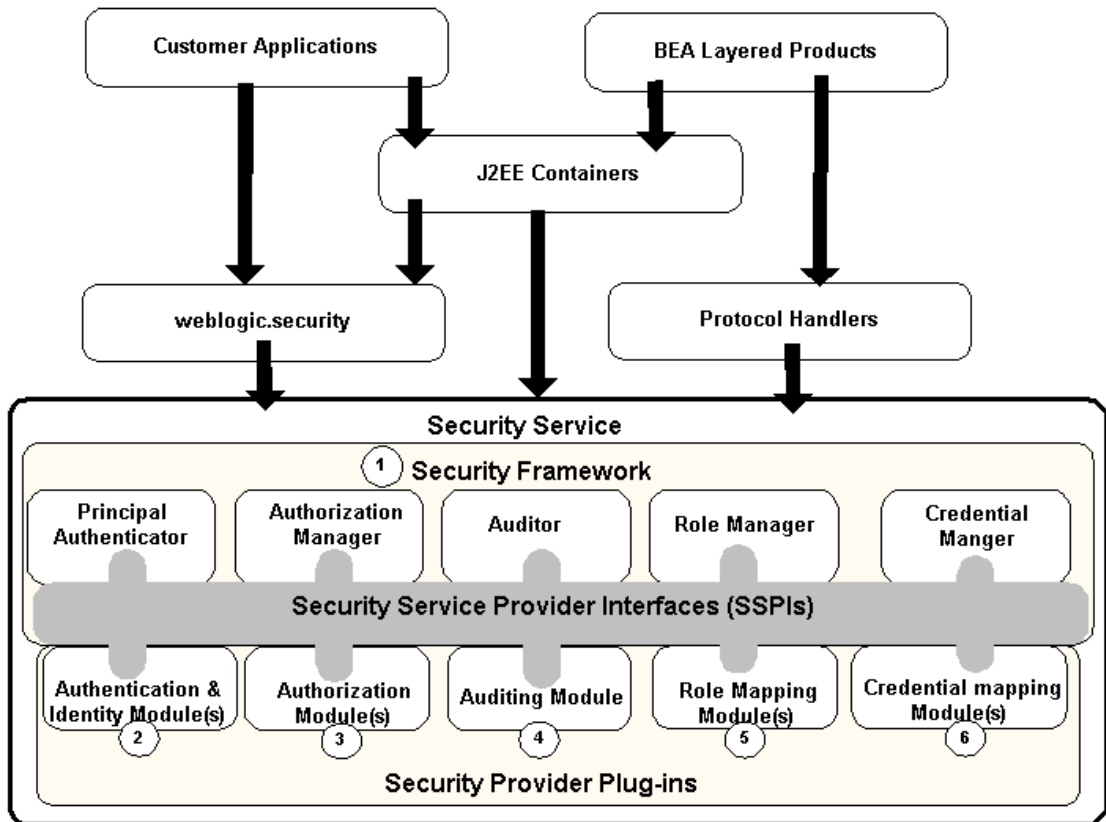 Customer Applications
BEA Layered Products
J2EE Containers
weblogic.security
Protocol Handlers
Security Service
1
Security Framework
Principal
Authenticator
Authorization
Manager
Auditor
Role Manager
Credential
Manger
Security Service Provider Interfaces (SSPIs)
Authentication &
Identity Module(s)
2
Authorization
Module(s)
3
Auditing Module
4
Role Mapping
Module(s)
5
Credential mapping
Module(s)
6
Security Provider Plug-ins